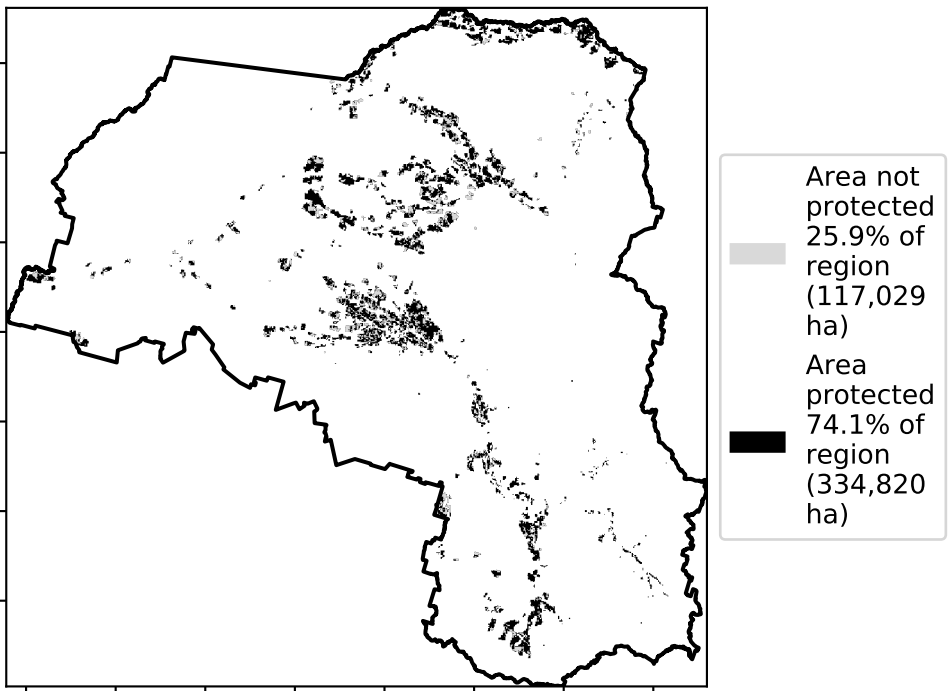 Area not
protected
25.9% of
region
(117,029
ha)
Area
protected
74.1% of
region
(334,820
ha)